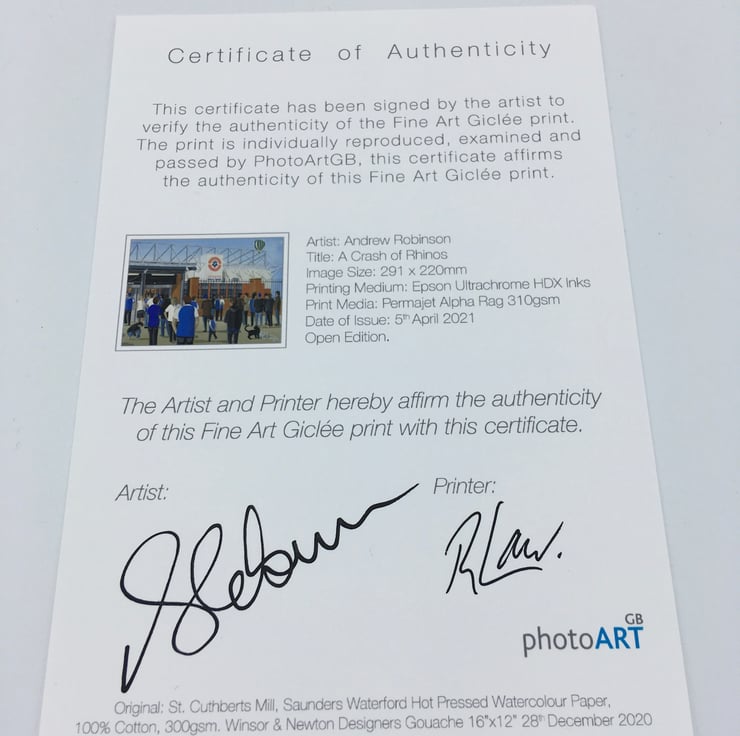 Certificate of Authenticity
This certificate has been signed by the artist to
verify the authenticity of the Fine Art Giclée print.
The print is individually reproduced, examined and
passed by PhotoArtGB, this certificate affirms
the authenticity of this Fine Art Giclée print.
Artist: Andrew Robinson
Title: A Crash of Rhinos
Image Size: 291 x 220mm
Printing Medium: Epson Ultrachrome HDX Inks
Print Media: Permajet Alpha Rag 310gsm
Date of Issue: 5th April 2021
Open Edition.
The Artist and Printer hereby affirm the authenticity
of this Fine Art Giclée print with this certificate.
Artist:
Printer:
photoARTGB
Original: St. Cuthberts Mill, Saunders Waterford Hot Pressed Watercolour Paper,
100% Cotton, 300gsm. Winsor & Newton Designers Gouache 16"x12" 28th December 2020